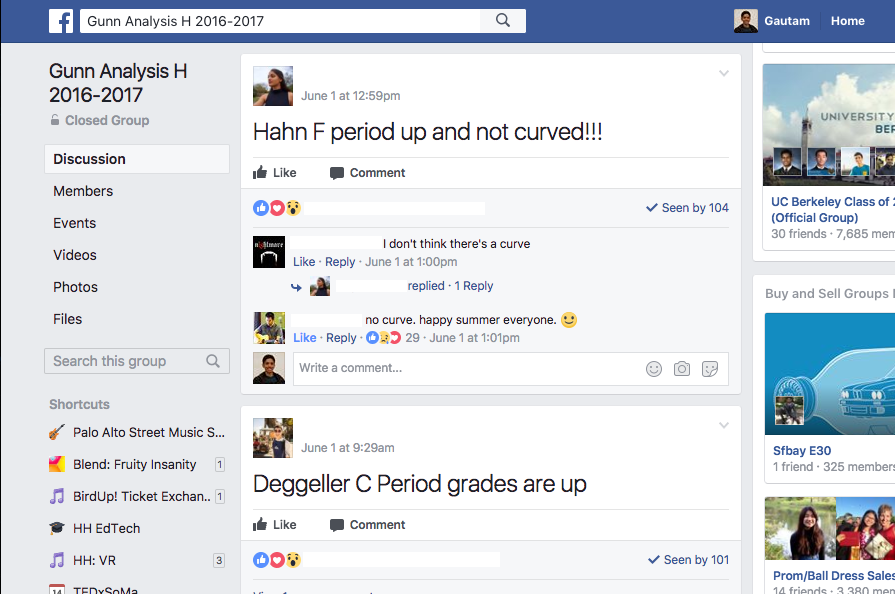 Gunn Analysis H 2016-2017
Gautam
Home
Gunn Analysis H
2016-2017
Closed Group
Discussion
Members
Events
Videos
Photos
Files
Search this group
Shortcuts
Palo Alto Street Music S...
Blend: Fruity Insanity 1
BirdUp! Ticket Exchan... 1
HH EdTech
HH: VR 3
TEDxSoMa
June 1 at 12:59pm
Hahn F period up and not curved!!!
Like Comment
Seen by 104
nightmare
I don't think there's a curve
Like · Reply · June 1 at 1:00pm
replied · 1 Reply
no curve. happy summer everyone.
Like · Reply · 29 · June 1 at 1:01pm
Write a comment...
June 1 at 9:29am
Deggeller C Period grades are up
Like Comment
Seen by 101
UNIVERSITY
BER
UC Berkeley Class of 2
(Official Group)
30 friends · 7,685 mem
Buy and Sell Groups
Sfbay E30
1 friend · 325 members
Prom/Ball Dress Sales
14 friends · 3,380 mem